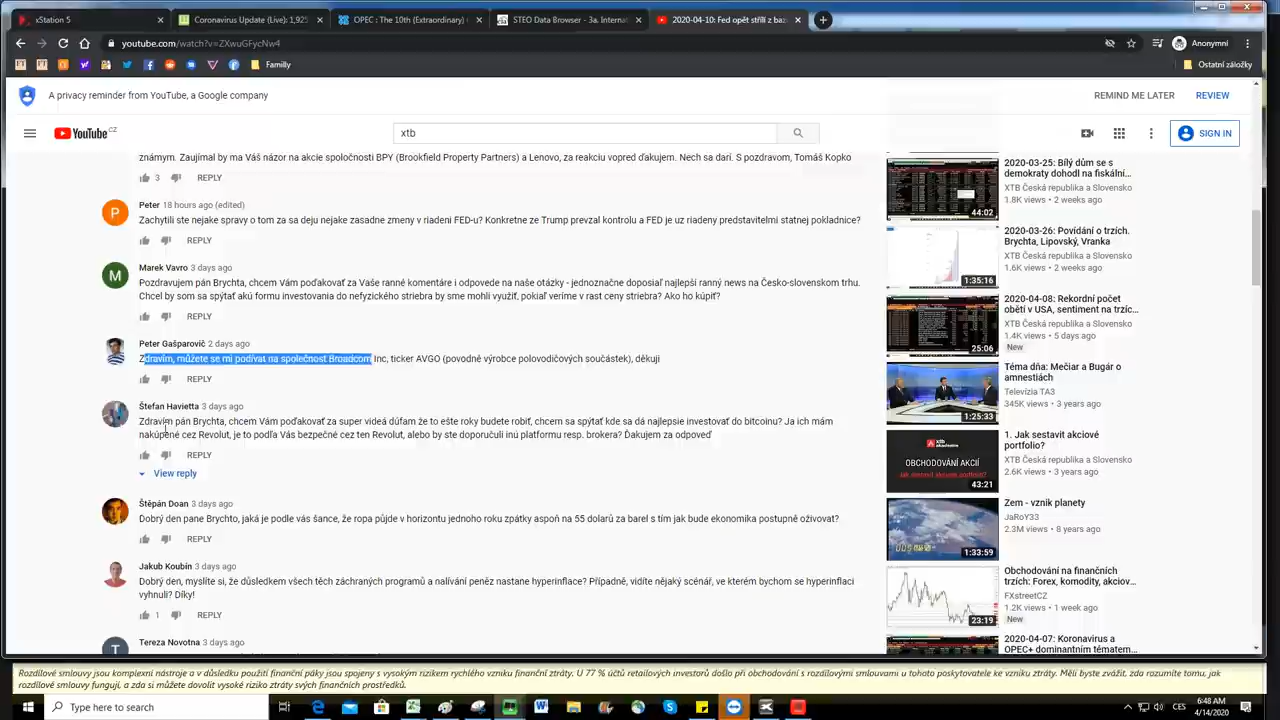 xStation 5
Coronavirus Update (Live): 1,925
OPEC : The 10th (Extraordinary)
STEO Data Browser - 3a. Internat
2020-04-10: Fed opět střílí z baz
youtube.com/watch?v=ZXwuGFycNw4
Anonymní
Familly
Ostatní záložky
A privacy reminder from YouTube, a Google company
REMIND ME LATER
REVIEW
YouTube CZ
xtb
SIGN IN
známým. Zaujímal by ma Váš názor na akcie spoločnosti BPY (Brookfield Property Partners) a Lenovo, za reakciu vopred ďakujem. Nech sa darí. S pozdravom, Tomáš Kopko
3 REPLY
Peter 18 hours ago (edited)
Zachytili ste nejake spravy o tom za sa deju nejake zasadne zmeny v riadeni FED-u? Konkretne ze Trump prevzal kontrolu a FED je uz riadeny predstavitelmi statnej pokladnice?
REPLY
Marek Vavro 3 days ago
Pozdravujem pán Brychta, chcem Vám poďakovať za Vaše ranné komentáre i odpovede na naše otázky - jednoznačne doposiaľ najlepší ranný news na Česko-slovenskom trhu.
Chcel by som sa spýtať akú formu investovania do nefyzického striebra by sme mohli využiť, pokiaľ veríme v rast ceny striebra? Ako ho kúpiť?
REPLY
Peter Gašparovič 2 days ago
Zdravím, můžete se mi podívat na společnost Broadcom Inc, ticker AVGO (povodně výrobce polovodičových součástek), děkuji
REPLY
Štefan Havietta 3 days ago
Zdravím pán Brychta, chcem Vám poďakovať za super videá dúfam že to ešte roky budete robiť, chcem sa spýtať kde sa dá najlepšie investovať do bitcoinu? Ja ich mám
nakúpené cez Revolut, je to podľa Vás bezpečné cez ten Revolut, alebo by ste doporučili inú platformu resp. brokera? Ďakujem za odpoveď
REPLY
View reply
Štěpán Doan 3 days ago
Dobrý den pane Brychto, jaká je podle vás šance, že ropa půjde v horizontu jednoho roku zpátky aspoň na 55 dolarů za barel s tím jak bude ekonomika postupně oživovat?
REPLY
Jakub Koubín 3 days ago
Dobrý den, myslíte si, že důsledkem všech těch záchraných programů a nalívání peněz nastane hyperinflace? Případně, vidíte nějaký scénář, ve kterém bychom se hyperinflaci
vyhnuli? Díky!
1 REPLY
Tereza Novotna 3 days ago
44:02
2020-03-25: Bílý dům se s
demokraty dohodl na fiskální...
XTB Česká republika a Slovensko
1.8K views • 2 weeks ago
1:35:16
2020-03-26: Povídání o trzích.
Brychta, Lipovský, Vranka
XTB Česká republika a Slovensko
1.6K views • 2 weeks ago
25:06
2020-04-08: Rekordní počet
obětí v USA, sentiment na trzíc...
XTB Česká republika a Slovensko
1.4K views • 5 days ago
New
1:25:33
Téma dňa: Mečiar a Bugár o
amnestiách
Televízia TA3
345K views • 3 years ago
xtb akademie
OBCHODOVÁNÍ AKCIÍ
Jak sestavit akciové portfolio?
43:21
1. Jak sestavit akciové
portfolio?
XTB Česká republika a Slovensko
2.6K views • 3 years ago
1:33:59
Zem - vznik planety
JaRoY33
2.3M views • 8 years ago
23:19
Obchodování na finančních
trzích: Forex, komodity, akciov...
FXstreetCZ
1.2K views • 1 week ago
New
2020-04-07: Koronavirus a
OPEC+ dominantním tématem...
XTB Česká republika a Slovensko
Rozdílové smlouvy jsou komplexní nástroje a v důsledku použití finanční páky jsou spojeny s vysokým rizikem rychlého vzniku finanční ztráty. U 77 % účtů retailových investorů došlo při obchodování s rozdílovými smlouvami u tohoto poskytovatele ke vzniku ztráty. Měli byste zvážit, zda rozumíte tomu, jak
rozdílové smlouvy fungují, a zda si můžete dovolit vysoké riziko ztráty svých finančních prostředků.
Type here to search
CES
6:48 AM
4/14/2020